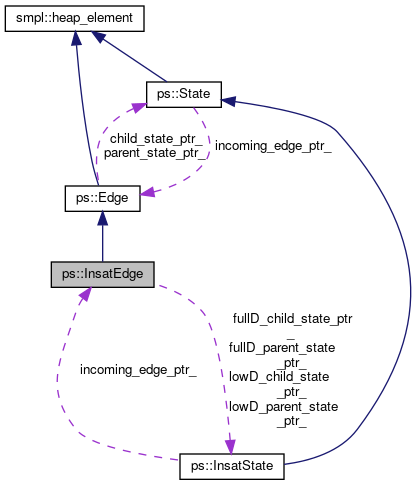 smpl::heap_element
ps::State
child_state_ptr_
parent_state_ptr_
incoming_edge_ptr_
ps::Edge
ps::InsatEdge
fullD_child_state_ptr
_
fullD_parent_state
_ptr_
lowD_child_state
_ptr_
lowD_parent_state
_ptr_
incoming_edge_ptr_
ps::InsatState